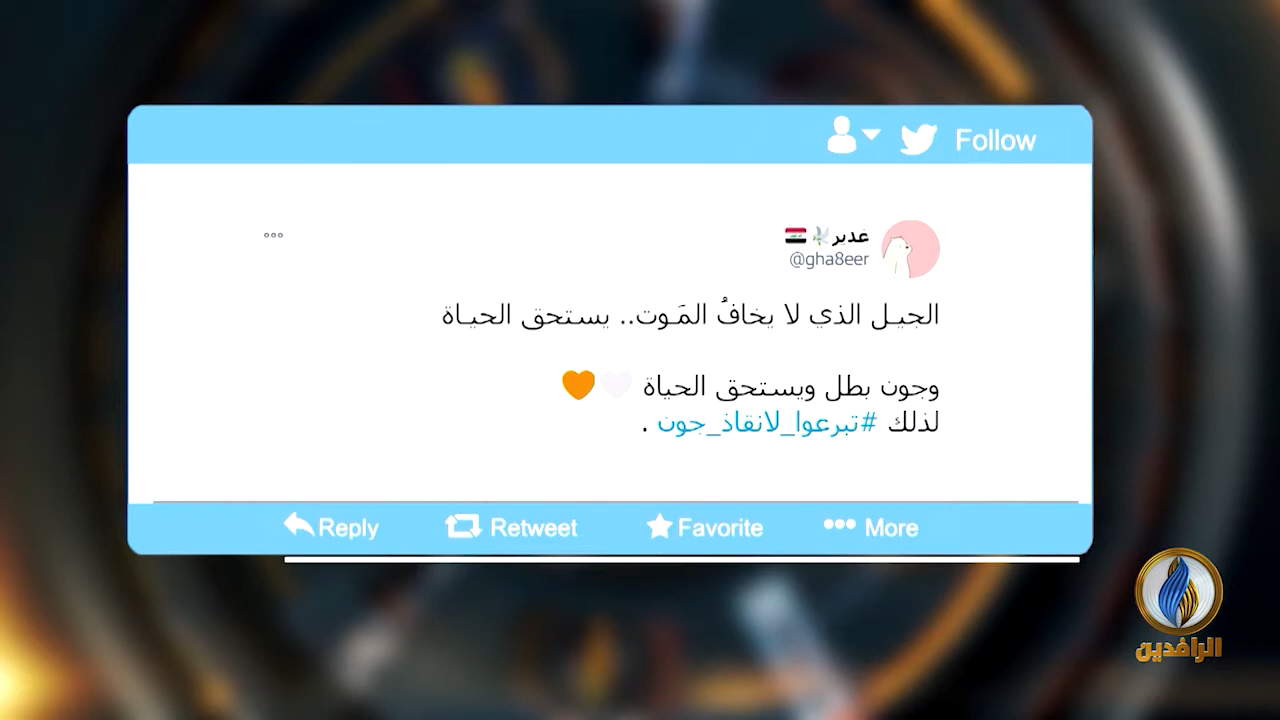 Follow
غدير🕊️🇮🇶
@gha8eer
الجيـل الذي لا يخافُ المَـوت.. يستحق الحيـاة
وجون بطل ويستحق الحياة 🤍🧡
لذلك #تبرعوا_لانقاذ_جون .
Reply Retweet Favorite More
الرافدين